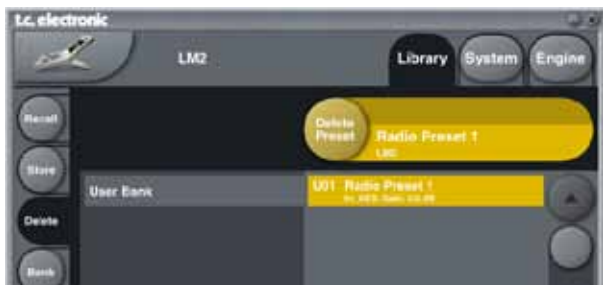 t.c. electronic
LM2
Library System Engine
Recall
Delete Preset
Radio Preset 1
Store
User Bank
U01 Radio Preset 1
Delete
Bank